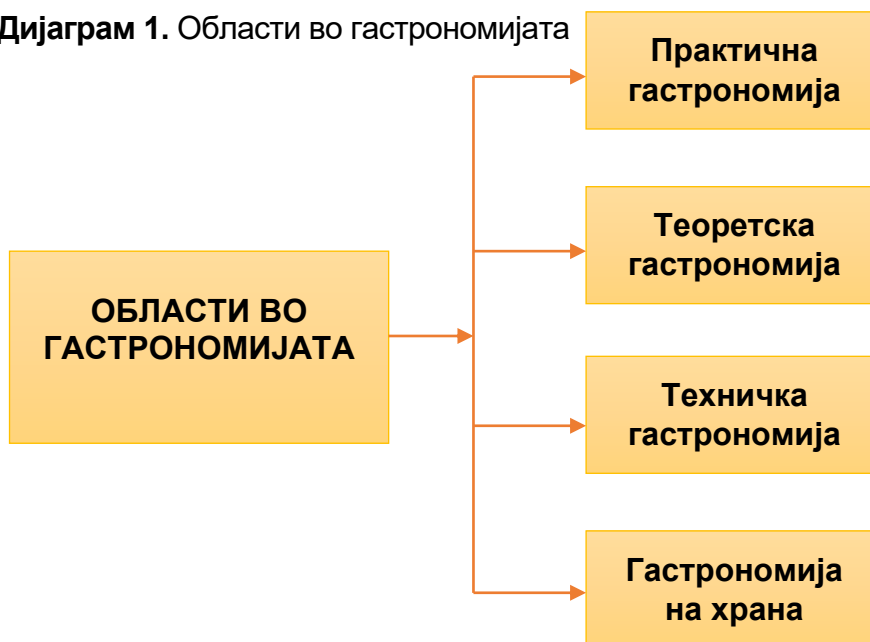 Дијаграм 1. Области во гастрономијата
Практична
гастрономија
Теоретска
гастрономија
ОБЛАСТИ ВО
ГАСТРОНОМИЈАТА
Техничка
гастрономија
Гастрономија
на храна